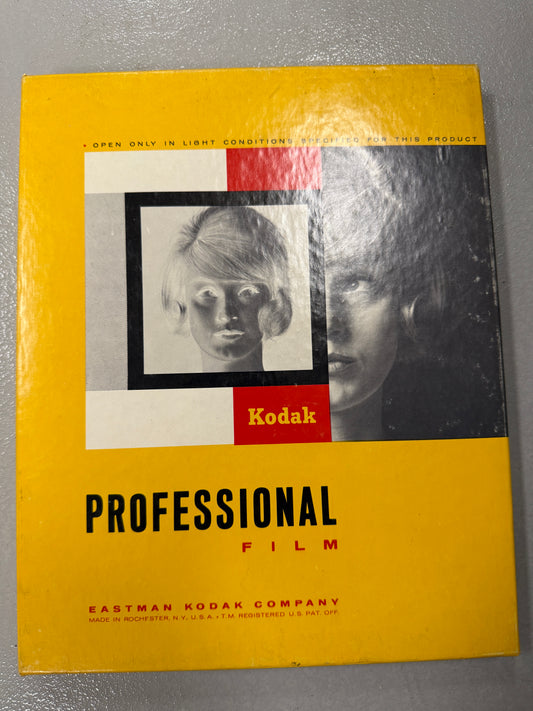 • OPEN ONLY IN LIGHT CONDITIONS SPECIFIED FOR THIS PRODUCT
Kodak
PROFESSIONAL
FILM
EASTMAN KODAK COMPANY
MADE IN ROCHESTER, N.Y., U.S.A. • T.M. REGISTERED U.S. PAT. OFF.